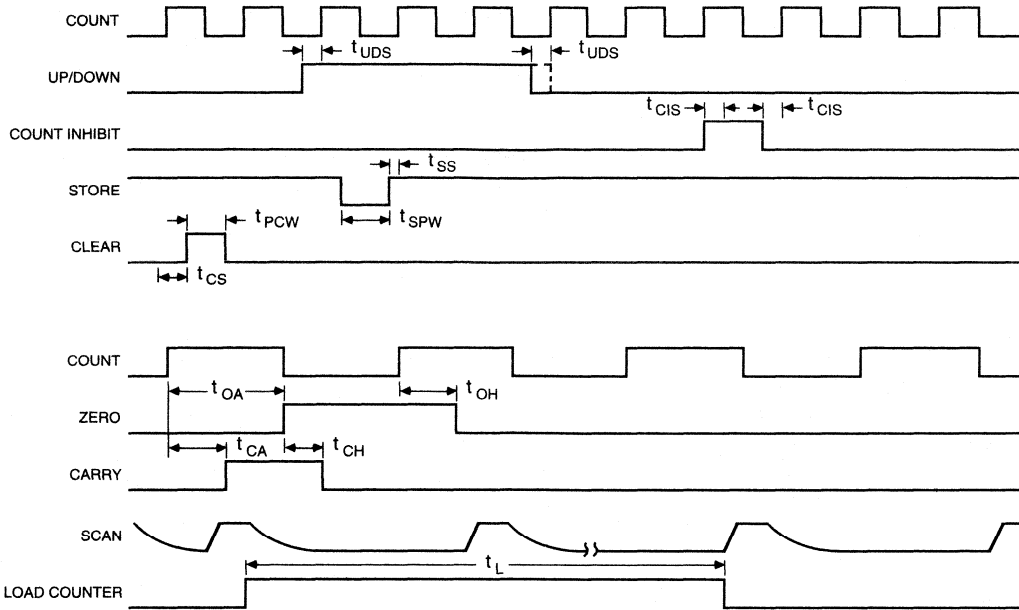 COUNT
t UDS
t UDS
UP/DOWN
t CIS
t CIS
COUNT INHIBIT
t SS
STORE
t PCW
t SPW
CLEAR
t CS
COUNT
t OA
t OH
ZERO
t CA
t CH
CARRY
SCAN
t L
LOAD COUNTER